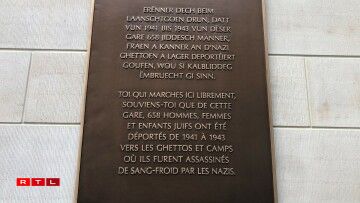 ERËNNER DECH BEIM
LAANSCHTGOEN DRUN, DATT
VUN 1941 BIS 1943 VUN DËSER
GARE 658 JIDDESCH MÄNNER,
FRAEN A KANNER AN D'NAZI
GHETTOEN A LAGER DEPORTÉIERT
GOUFEN, WOU SI KALBLIDDEG
ËMBRUECHT GI SINN.
TOI QUI MARCHES ICI LIBREMENT,
SOUVIENS-TOI QUE DE CETTE
GARE, 658 HOMMES, FEMMES
ET ENFANTS JUIFS ONT ÉTÉ
DÉPORTÉS DE 1941 À 1943
VERS LES GHETTOS ET CAMPS
OÙ ILS FURENT ASSASSINÉS
DE SANG-FROID PAR LES NAZIS.
RTL